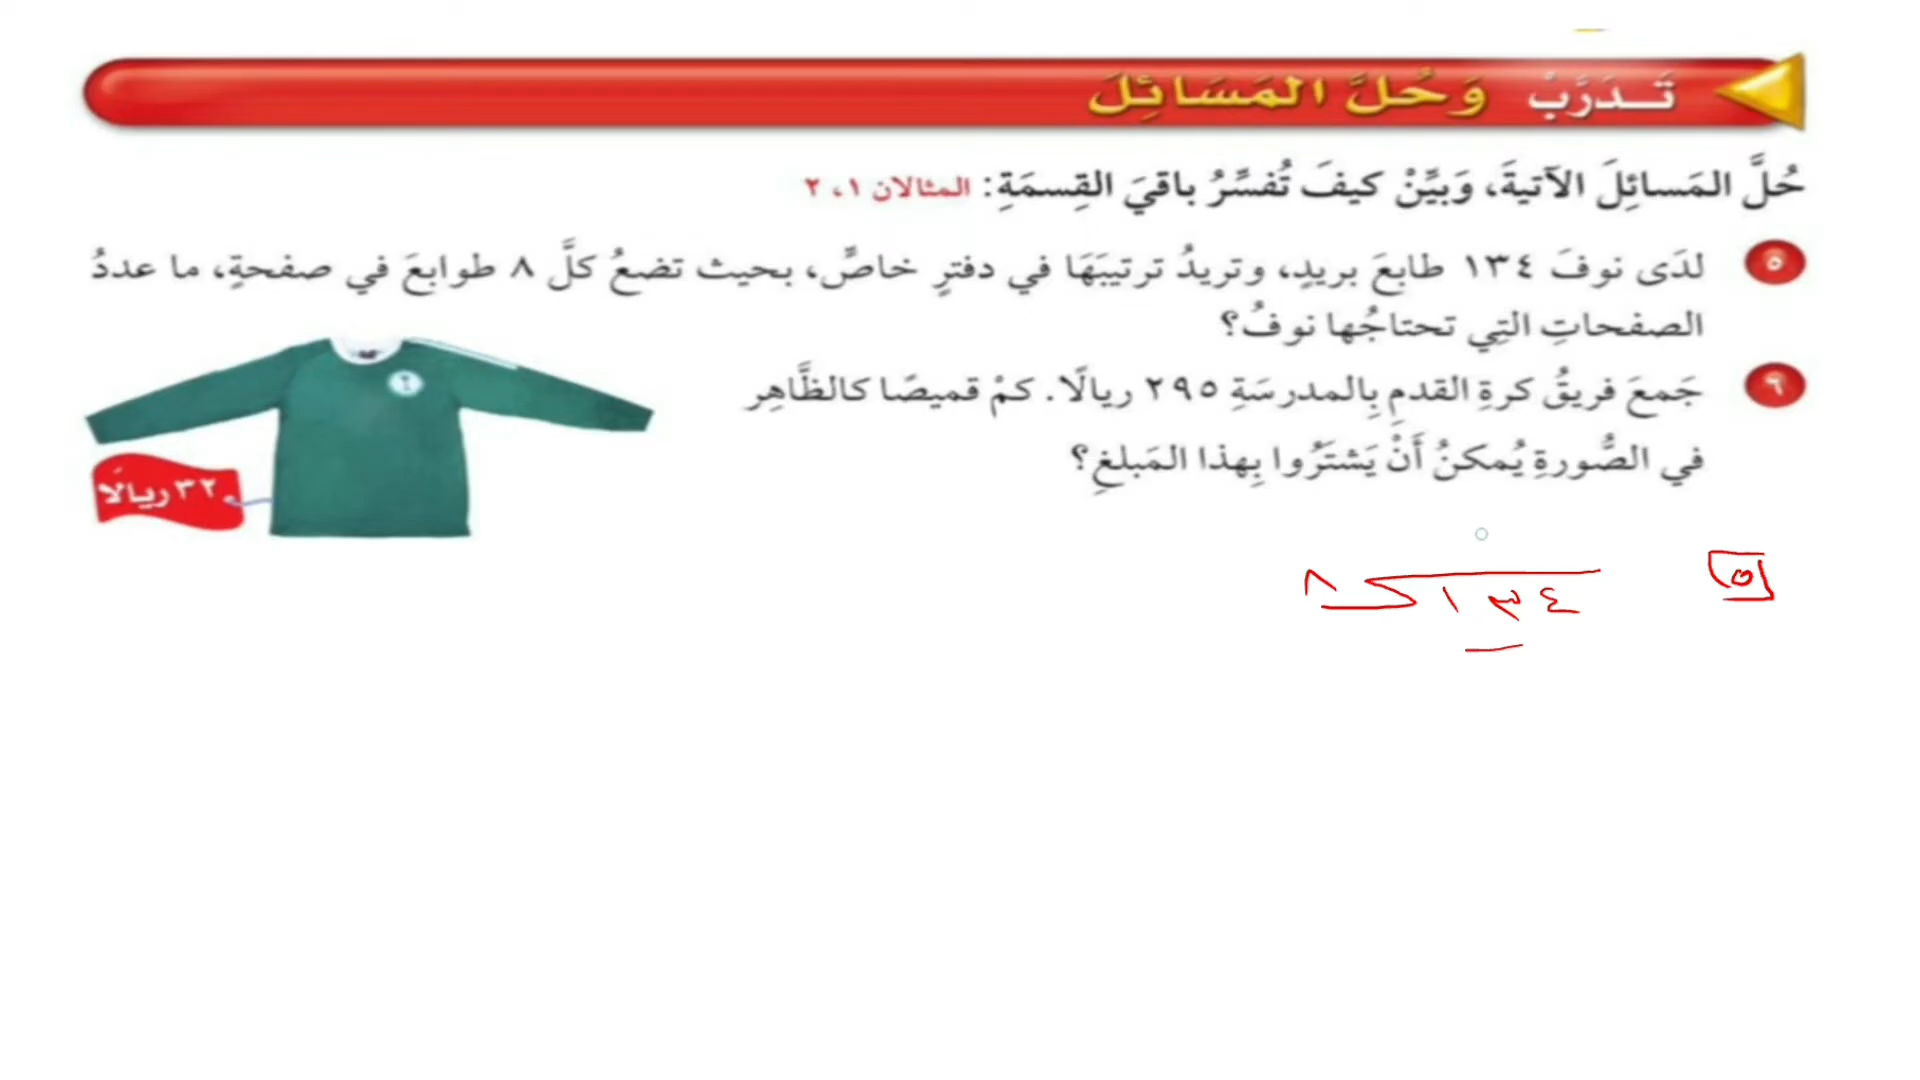 تَــدَرَّبْ وَحُلَّ المَسَائِلَ
حُلَّ المَسائِلَ الآتيةَ، وَبيِّنْ كيفَ تُفسِّرُ باقيَ القِسمَةِ: المثالان ١، ٢
٥ لدَى نوفَ ١٣٤ طابعَ بريدٍ، وتريدُ ترتيبَهَا في دفترٍ خاصٍّ، بحيث تضعُ كلَّ ٨ طوابعَ في صفحةٍ، ما عددُ
الصفحاتِ التِي تحتاجُها نوفُ؟
٦ جَمعَ فريقُ كرةِ القدمِ بِالمدرسَةِ ٢٩٥ ريالًا. كمْ قميصًا كالظَّاهِرِ
في الصُّورةِ يُمكنُ أَنْ يَشتَرُوا بِهذا المَبلغِ؟
٣٢ ريالًا
٥
٨ ١٣٤